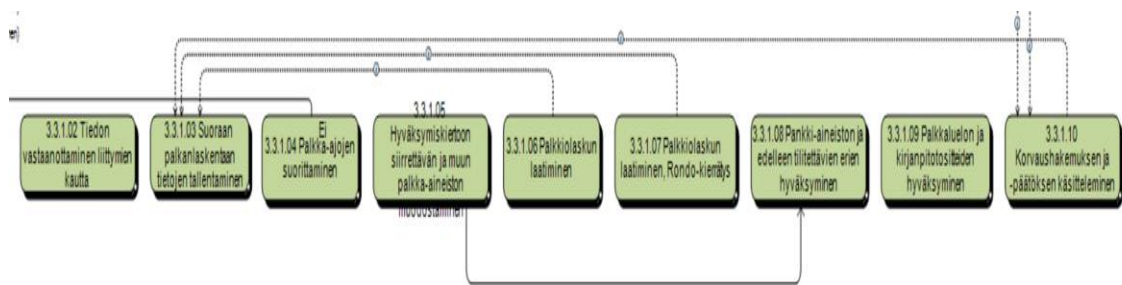 een)
3.3.1.02 Tiedon
vastaanottaminen liittymien
kautta
3.3.1.03 Suoraan
palkanlaskentaan
tietojen tallentaminen
Ei
3.3.1.04 Palkka-ajojen
suorittaminen
3.3.1.05
Hyväksymiskiertoon
siirrettävän ja muun
palkka-aineiston
muodostaminen
3.3.1.06 Palkkiolaskun
laatiminen
3.3.1.07 Palkkiolaskun
laatiminen, Rondo-kierrätys
3.3.1.08 Pankki-aineiston ja
edelleen tilitettävien erien
hyväksyminen
3.3.1.09 Palkkaluelon ja
kirjanpitotositteiden
hyväksyminen
3.3.1.10
Korvaushakemuksen ja
-päätöksen käsitteleminen